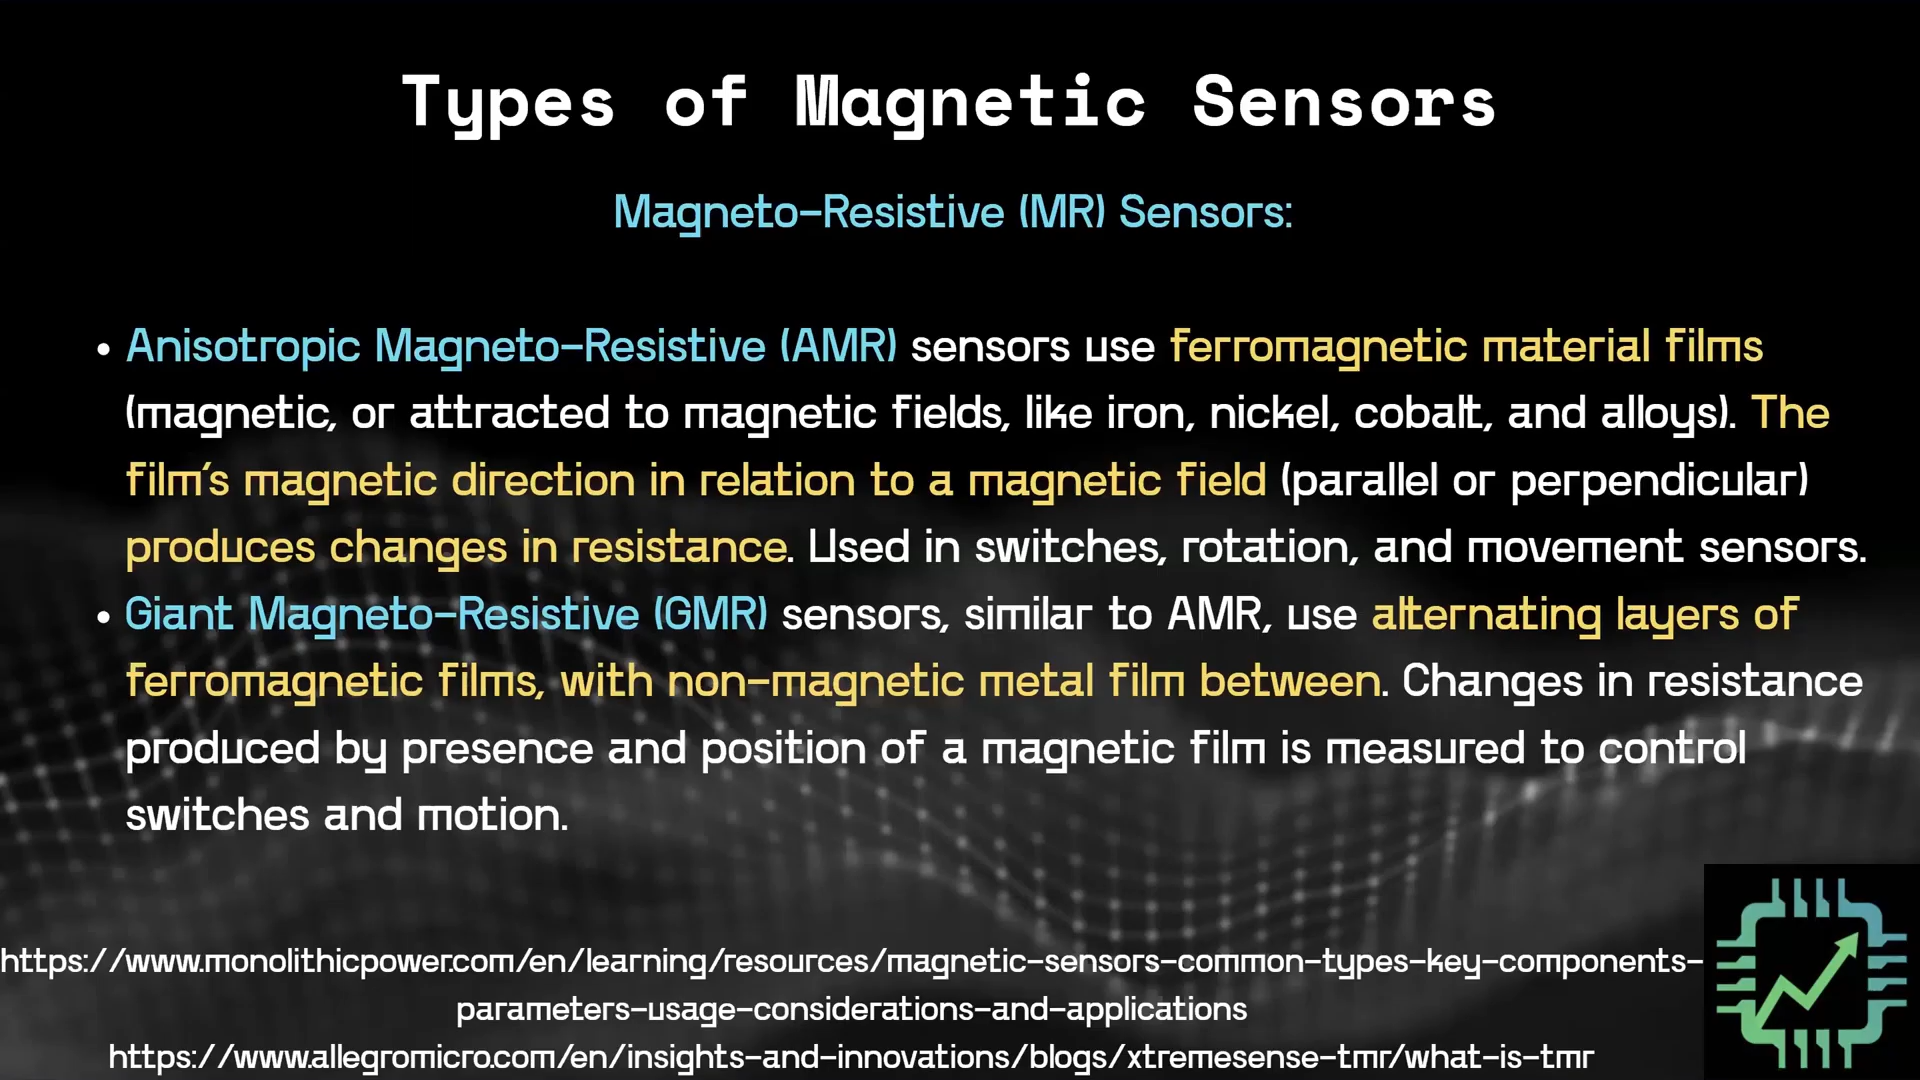 Types of Magnetic Sensors
Magneto-Resistive (MR) Sensors:
• Anisotropic Magneto-Resistive (AMR) sensors use ferromagnetic material films
(magnetic, or attracted to magnetic fields, like iron, nickel, cobalt, and alloys). The
film's magnetic direction in relation to a magnetic field (parallel or perpendicular)
produces changes in resistance. Used in switches, rotation, and movement sensors.
• Giant Magneto-Resistive (GMR) sensors, similar to AMR, use alternating layers of
ferromagnetic films, with non-magnetic metal film between. Changes in resistance
produced by presence and position of a magnetic film is measured to control
switches and motion.
https://www.monolithicpower.com/en/learning/resources/magnetic-sensors-common-types-key-components-
parameters-usage-considerations-and-applications
https://www.allegromicro.com/en/insights-and-innovations/blogs/xtremesense-tmr/what-is-tmr